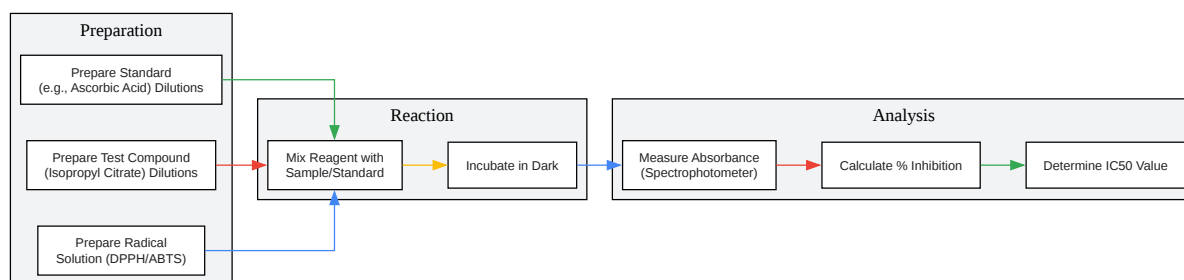 Preparation
Prepare Standard
(e.g., Ascorbic Acid) Dilutions
Prepare Test Compound
(Isopropyl Citrate) Dilutions
Prepare Radical
Solution (DPPH/ABTS)
Reaction
Mix Reagent with
Sample/Standard
Incubate in Dark
Analysis
Measure Absorbance
(Spectrophotometer)
Calculate % Inhibition
Determine IC50 Value